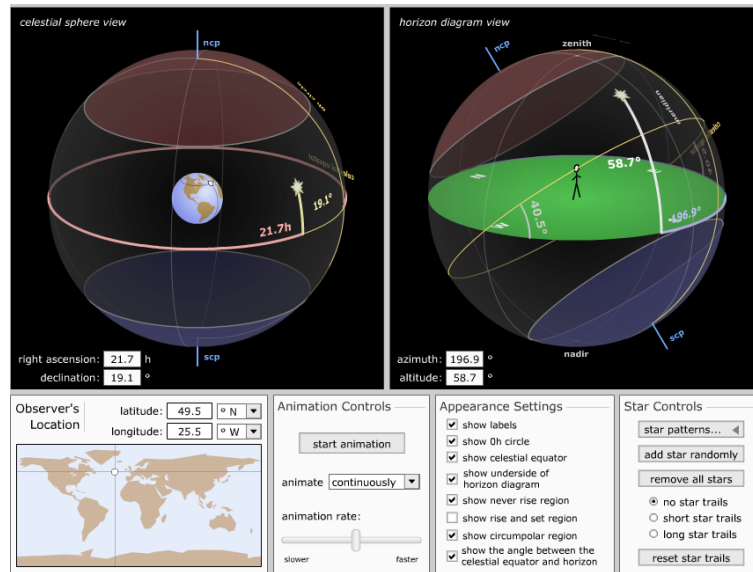 celestial sphere view
ncp
19.1°
21.7h
scp
right ascension: 21.7 h
declination: 19.1 °
horizon diagram view
zenith
ncp
meridian
58.7°
40.5°
196.9°
scp
nadir
azimuth: 196.9 °
altitude: 58.7 °
Observer's
Location
latitude: 49.5 ° N
longitude: 25.5 ° W
Animation Controls
start animation
animate continuously
animation rate:
slower faster
Appearance Settings
show labels
show 0h circle
show celestial equator
show underside of
horizon diagram
show never rise region
show rise and set region
show circumpolar region
show the angle between the
celestial equator and horizon
Star Controls
star patterns...
add star randomly
remove all stars
no star trails
short star trails
long star trails
reset star trails